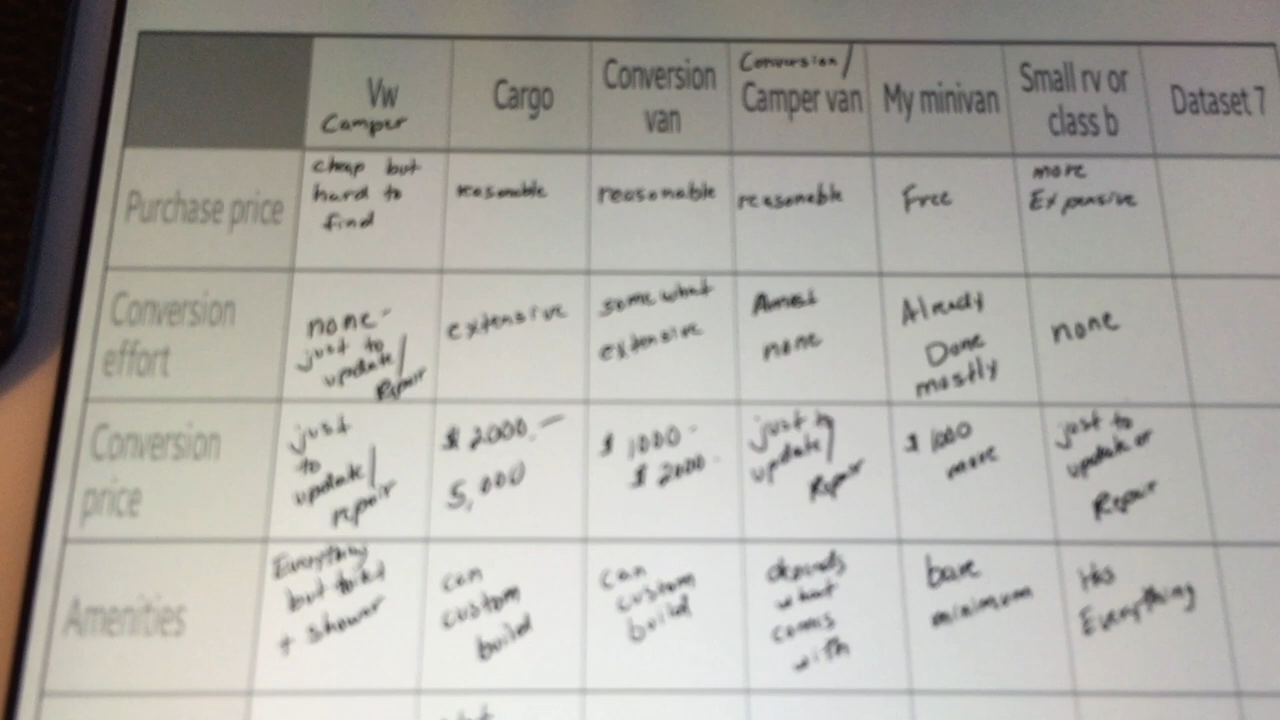 Vw
Camper
Cargo
Conversion
van
Conversion/
Camper van
My minivan
Small rv or
class b
Dataset 7
Purchase price
cheap but
hard to
find
reasonable
reasonable
reasonable
Free
more
Expensive
Conversion
effort
none-
just to
update/
Repair
extensive
somewhat
extensive
none
Already
Done
mostly
none
Conversion
price
just
to
update/
repair
$ 2000.-
5,000
$ 1000-
$ 2000
just to
update/
Repair
$ 1000
more
just to
update or
Repair
Amenities
Everything
but toilet
+ shower
can
custom
build
can
custom
build
depends
what
comes
with
bare
minimum
Has
Everything